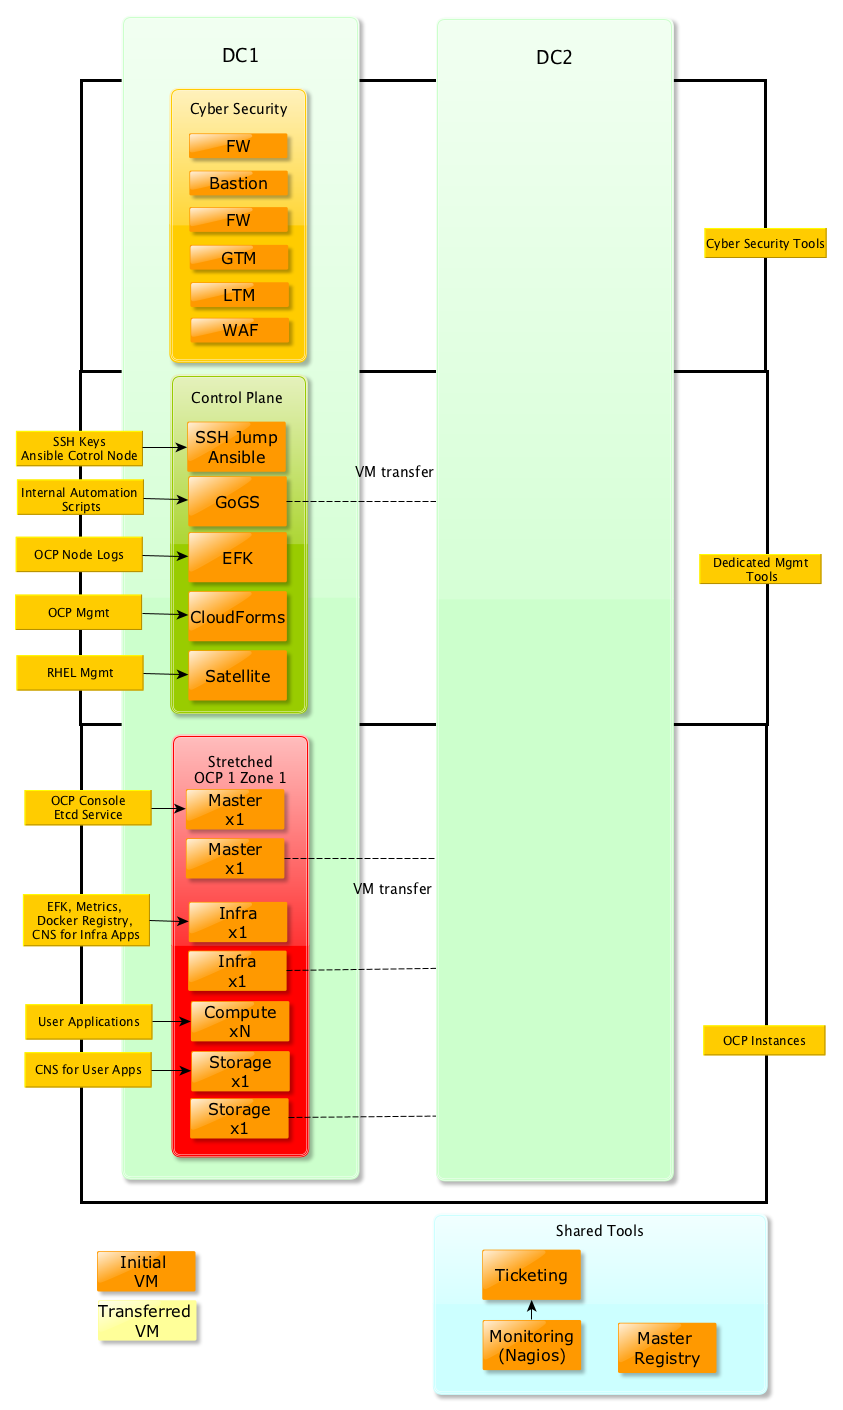 DC1
DC2
Cyber Security
FW
Bastion
FW
GTM
LTM
WAF
Cyber Security Tools
Control Plane
SSH Keys
Ansible Cotrol Node
SSH Jump
Ansible
VM transfer
Internal Automation
Scripts
GoGS
OCP Node Logs
EFK
Dedicated Mgmt
Tools
OCP Mgmt
CloudForms
RHEL Mgmt
Satellite
Stretched
OCP 1 Zone 1
OCP Console
Etcd Service
Master
x1
Master
x1
VM transfer
EFK, Metrics,
Docker Registry,
CNS for Infra Apps
Infra
x1
Infra
x1
User Applications
Compute
xN
OCP Instances
CNS for User Apps
Storage
x1
Storage
x1
Shared Tools
Initial
VM
Transferred
VM
Ticketing
Monitoring
(Nagios)
Master
Registry